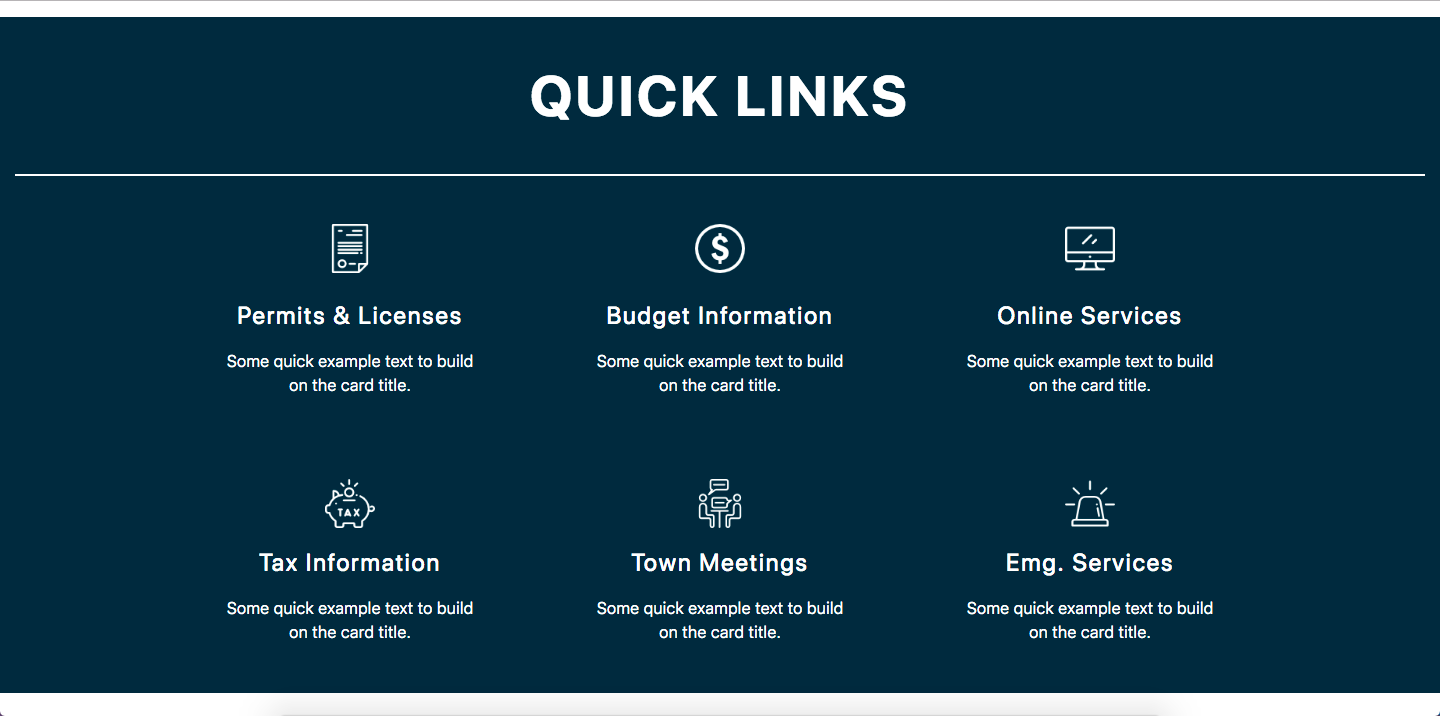 QUICK LINKS
$
Permits & Licenses
Budget Information
Online Services
Some quick example text to build
on the card title.
Some quick example text to build
on the card title.
Some quick example text to build
on the card title.
TAX
Tax Information
Town Meetings
Emg. Services
Some quick example text to build
on the card title.
Some quick example text to build
on the card title.
Some quick example text to build
on the card title.